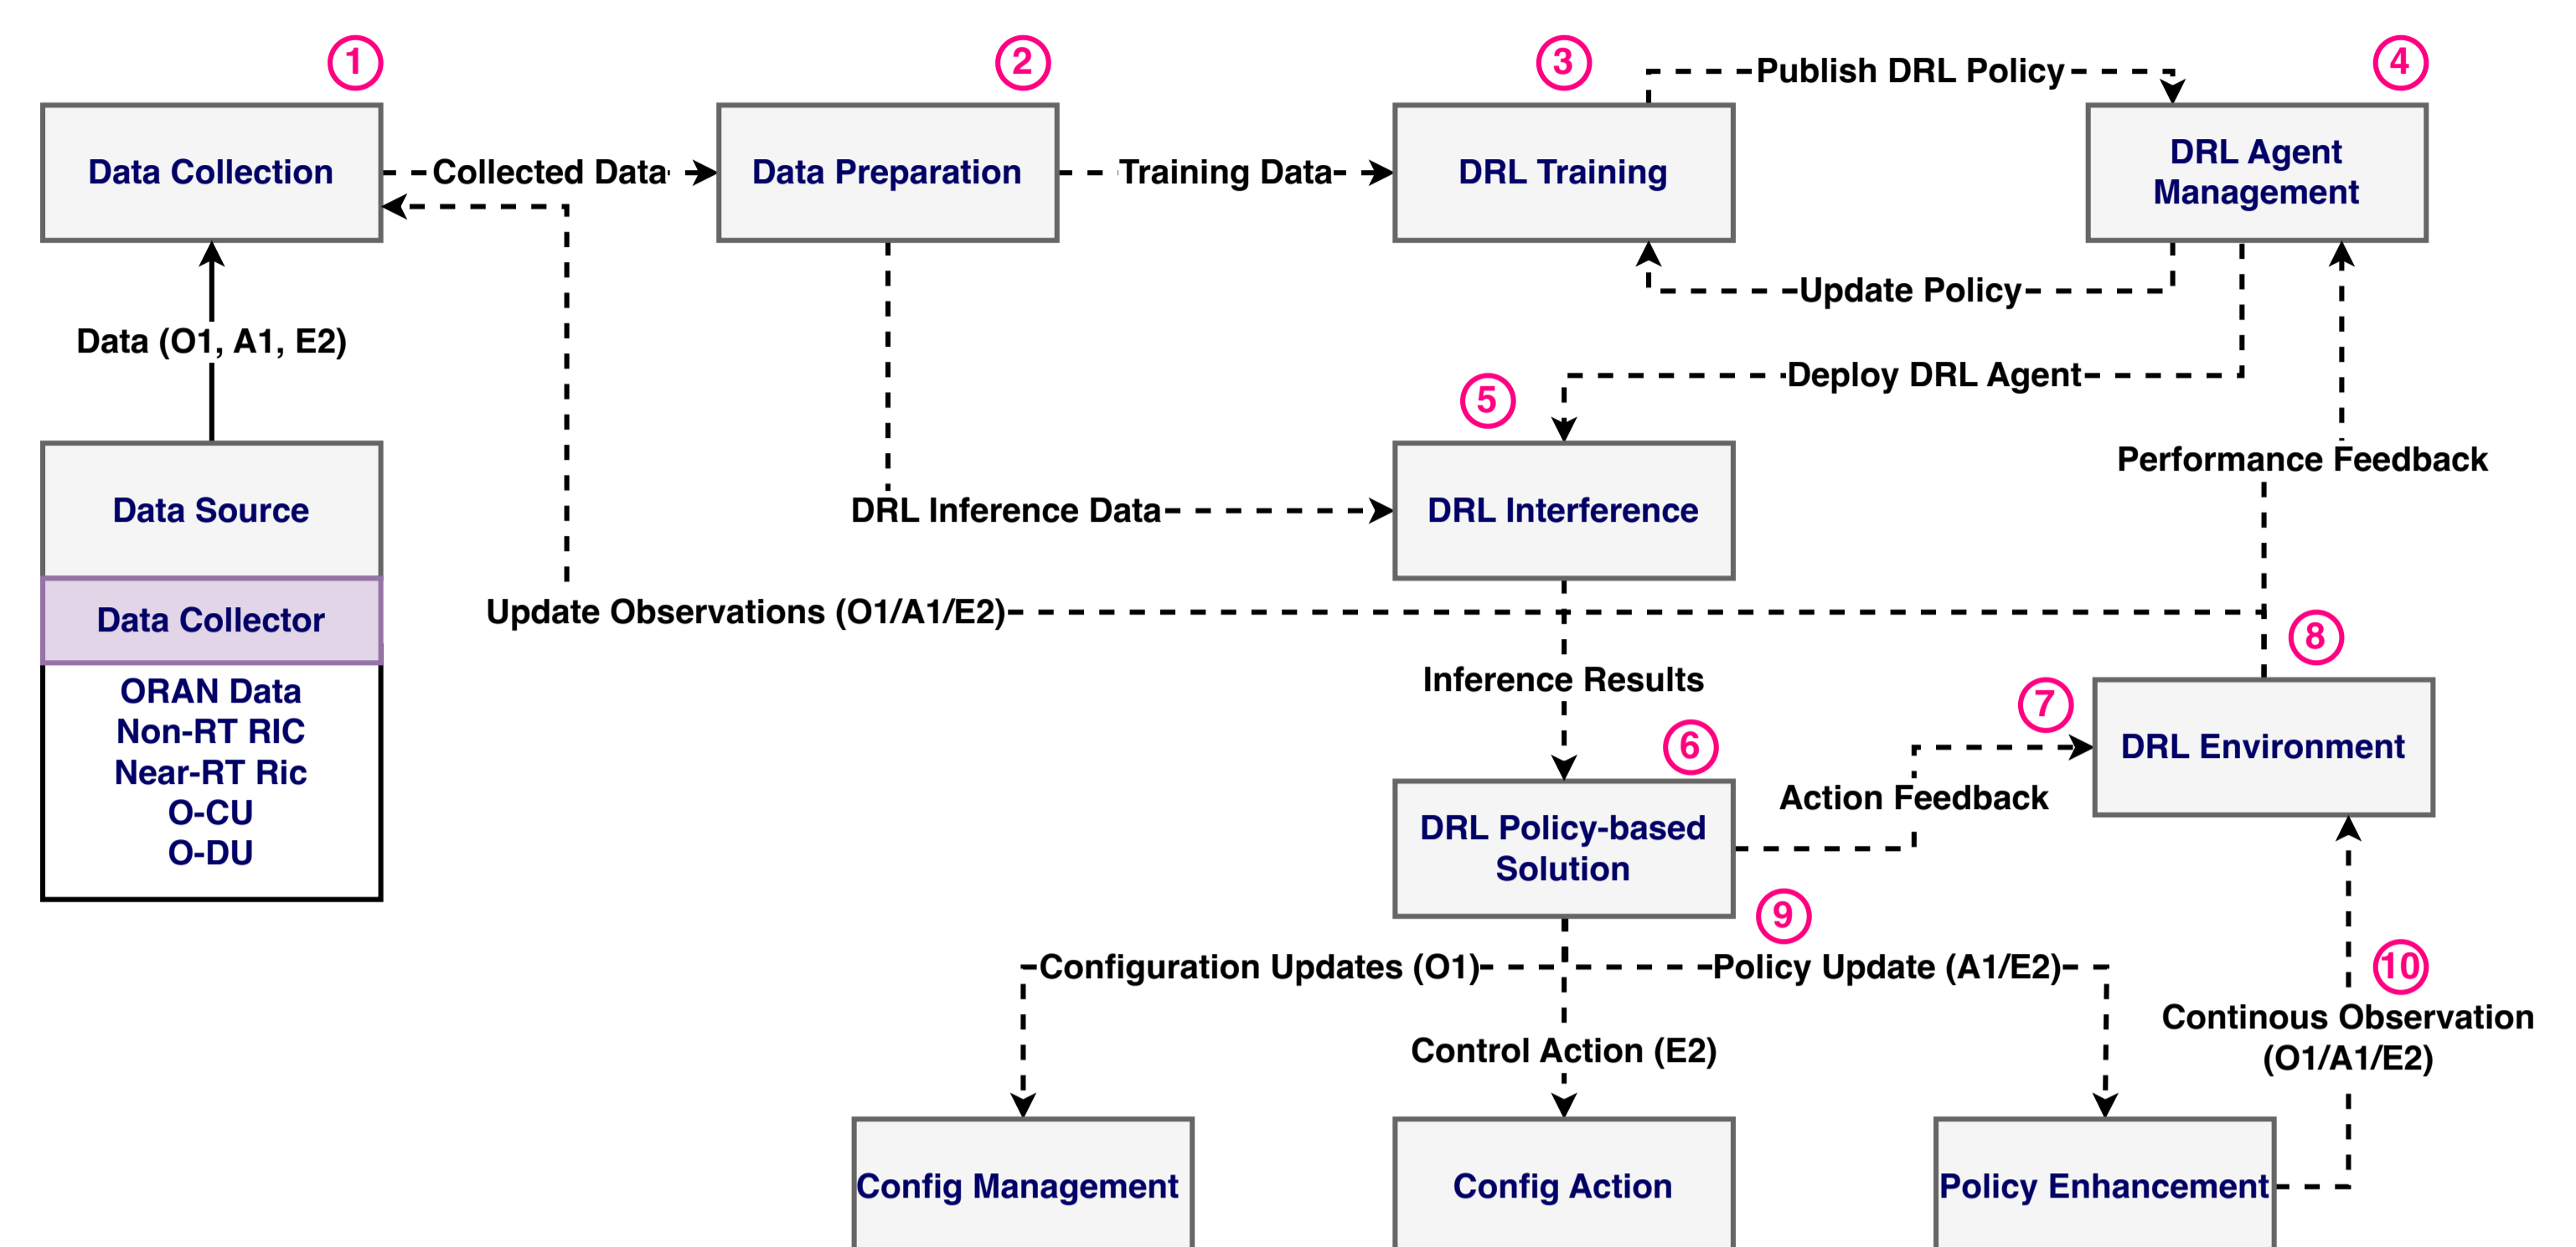 1
2
3
Publish DRL Policy
4
Data Collection
Collected Data
Data Preparation
Training Data
DRL Training
DRL Agent
Management
Update Policy
Data (O1, A1, E2)
Deploy DRL Agent
5
Performance Feedback
Data Source
DRL Inference Data
DRL Interference
Data Collector
Update Observations (O1/A1/E2)
8
ORAN Data
Non-RT RIC
Near-RT Ric
O-CU
O-DU
Inference Results
7
6
DRL Environment
Action Feedback
DRL Policy-based
Solution
9
Configuration Updates (O1)
Policy Update (A1/E2)
10
Continous Observation
(O1/A1/E2)
Control Action (E2)
Config Management
Config Action
Policy Enhancement